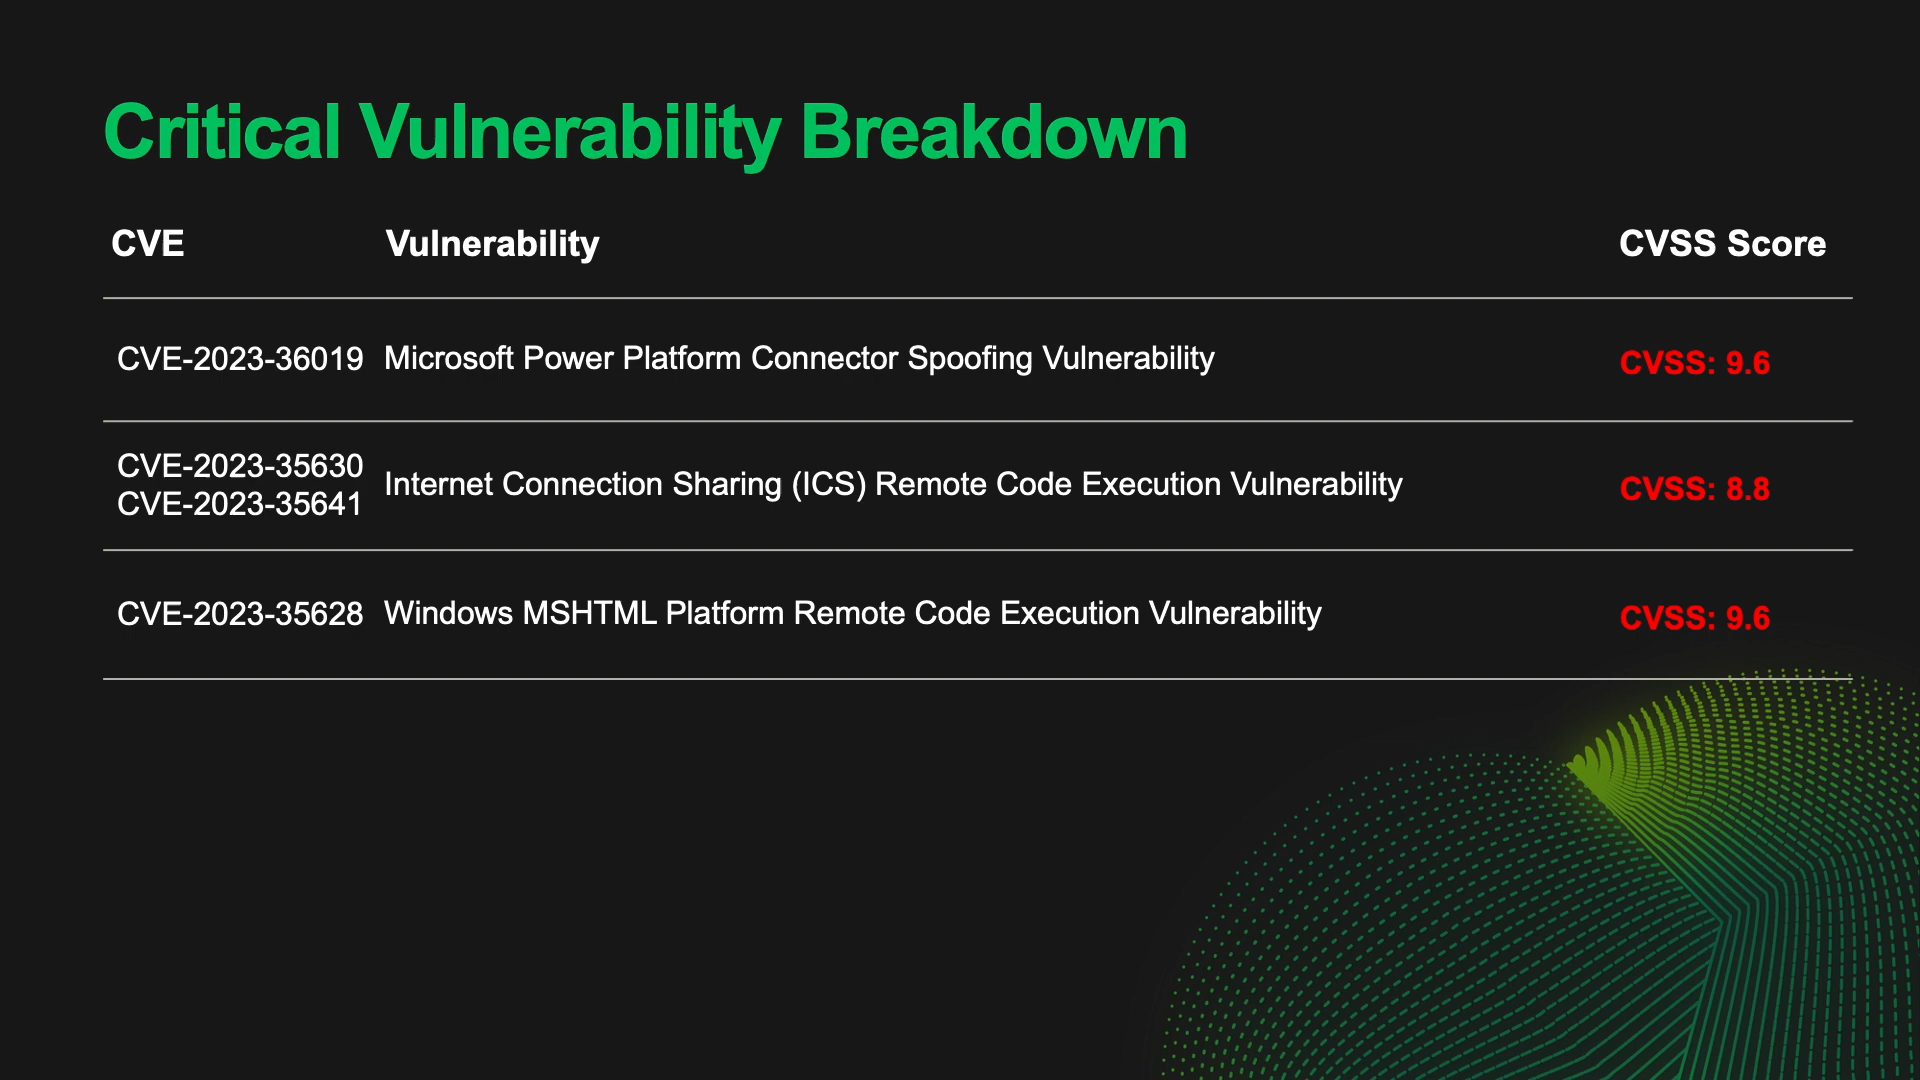 Critical Vulnerability Breakdown
CVE Vulnerability CVSS Score
CVE-2023-36019 Microsoft Power Platform Connector Spoofing Vulnerability CVSS: 9.6
CVE-2023-35630
CVE-2023-35641 Internet Connection Sharing (ICS) Remote Code Execution Vulnerability CVSS: 8.8
CVE-2023-35628 Windows MSHTML Platform Remote Code Execution Vulnerability CVSS: 9.6